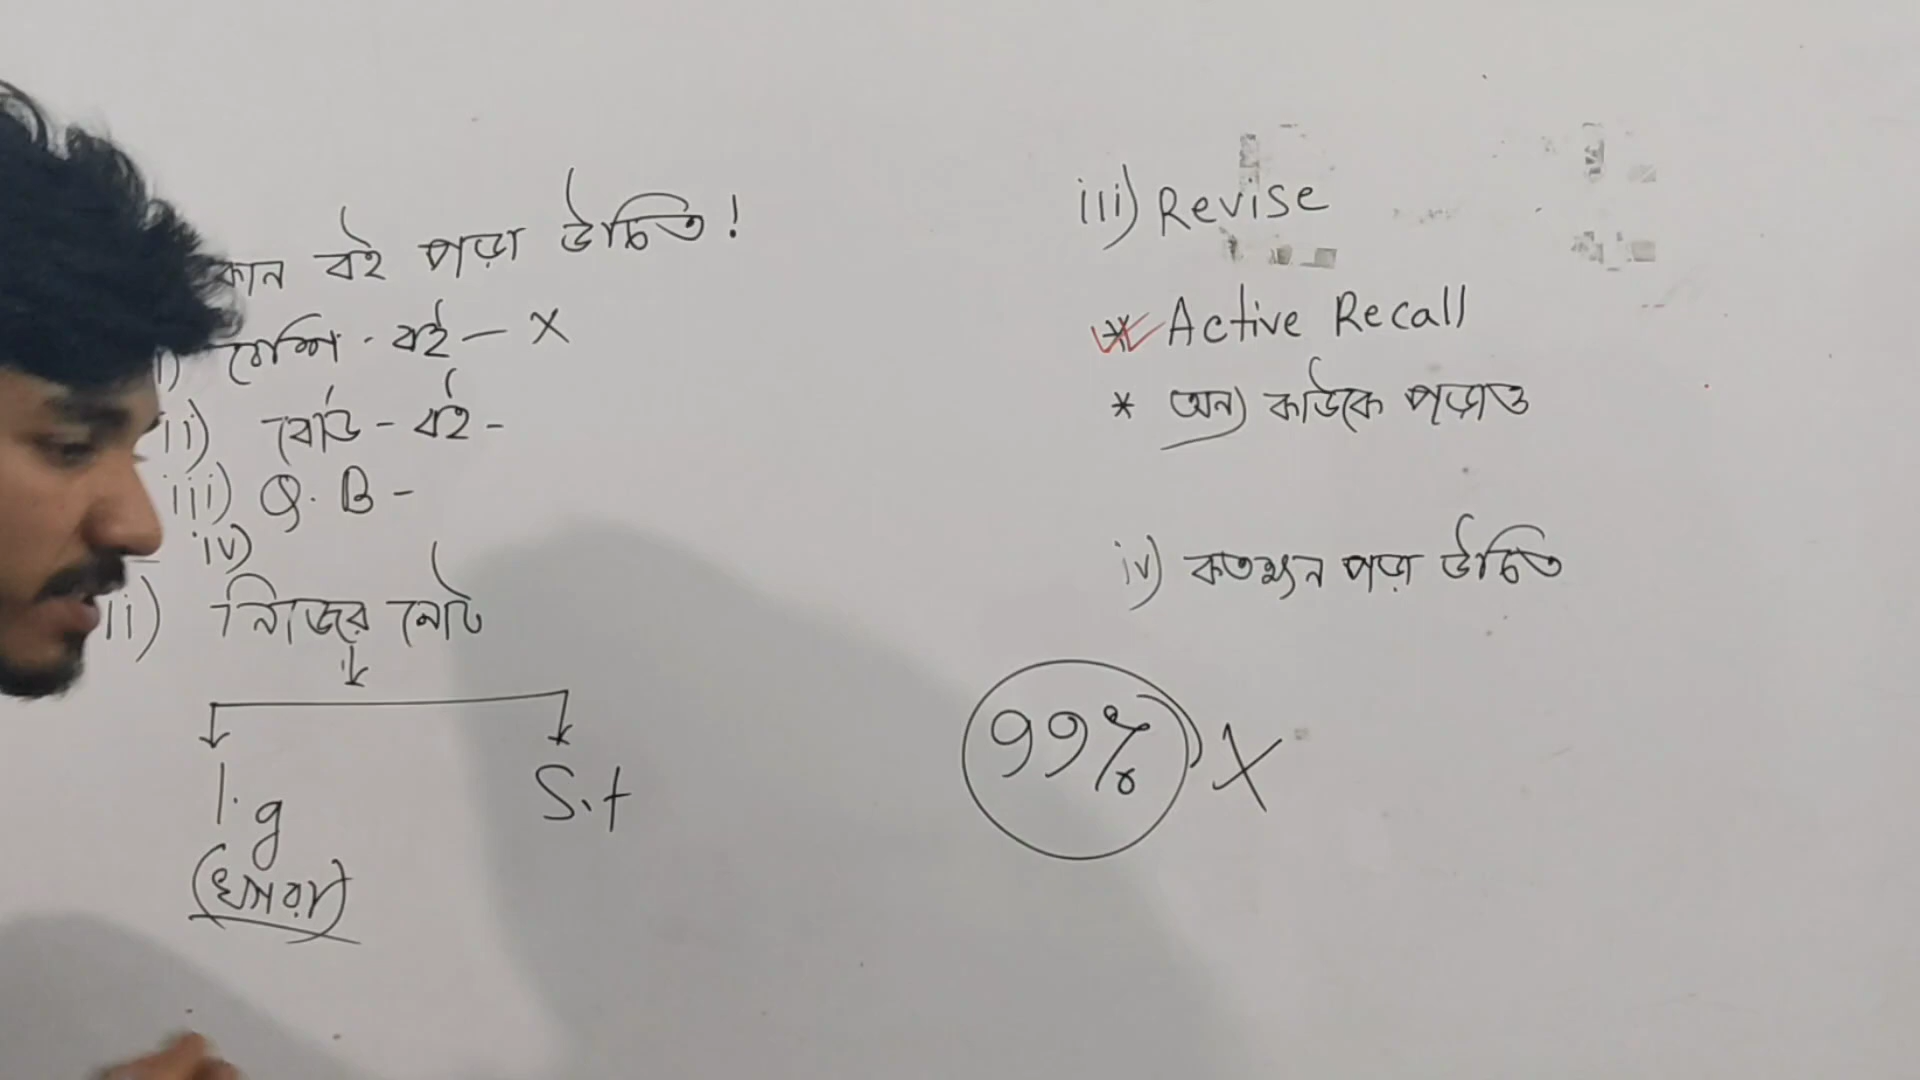 কোন বই পড়া উচিত!
i) বেশি - বই — X
ii) বোর্ড - বই -
iii) Q. B -
iv)
ii) নিজের নোট
l. g
S. t
(খসরা)
iii) Revise
* Active Recall
* অন্য কাউকে পড়াও
iv) কতক্ষন পড়া উচিত
99% X